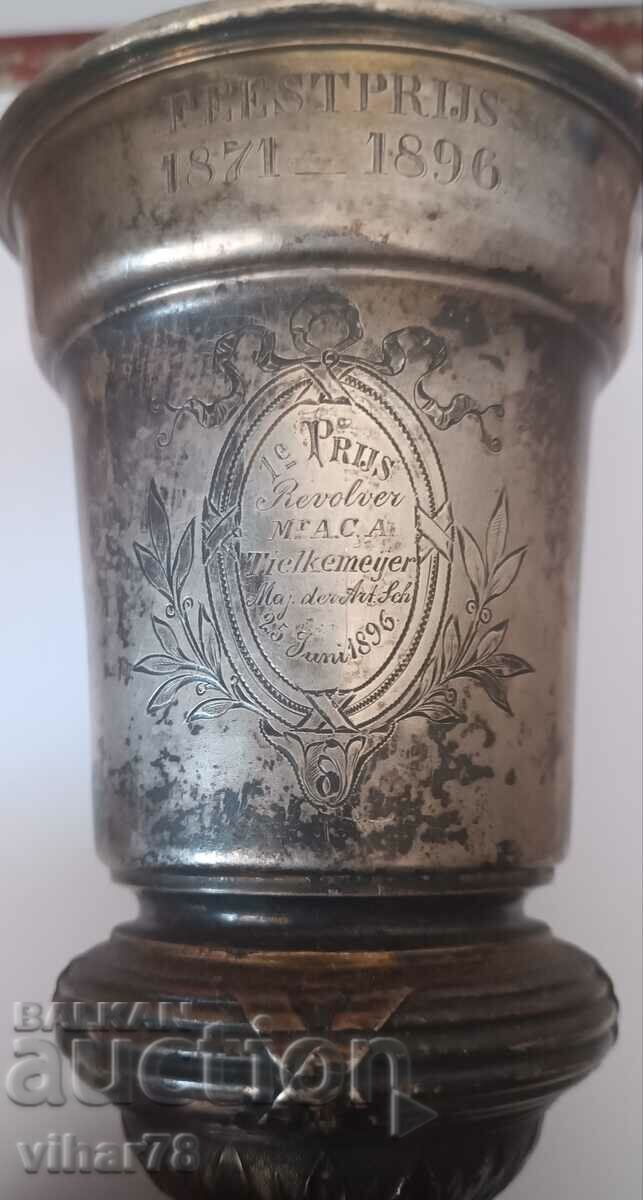 FEESTPRIJS
1871 — 1896
1e PRIJS
Revolver
Mr A.C.A.
Tielkemeyer
Maj. der Art. Sch
25 Juni 1896.
BALKAN
auction
vihar78